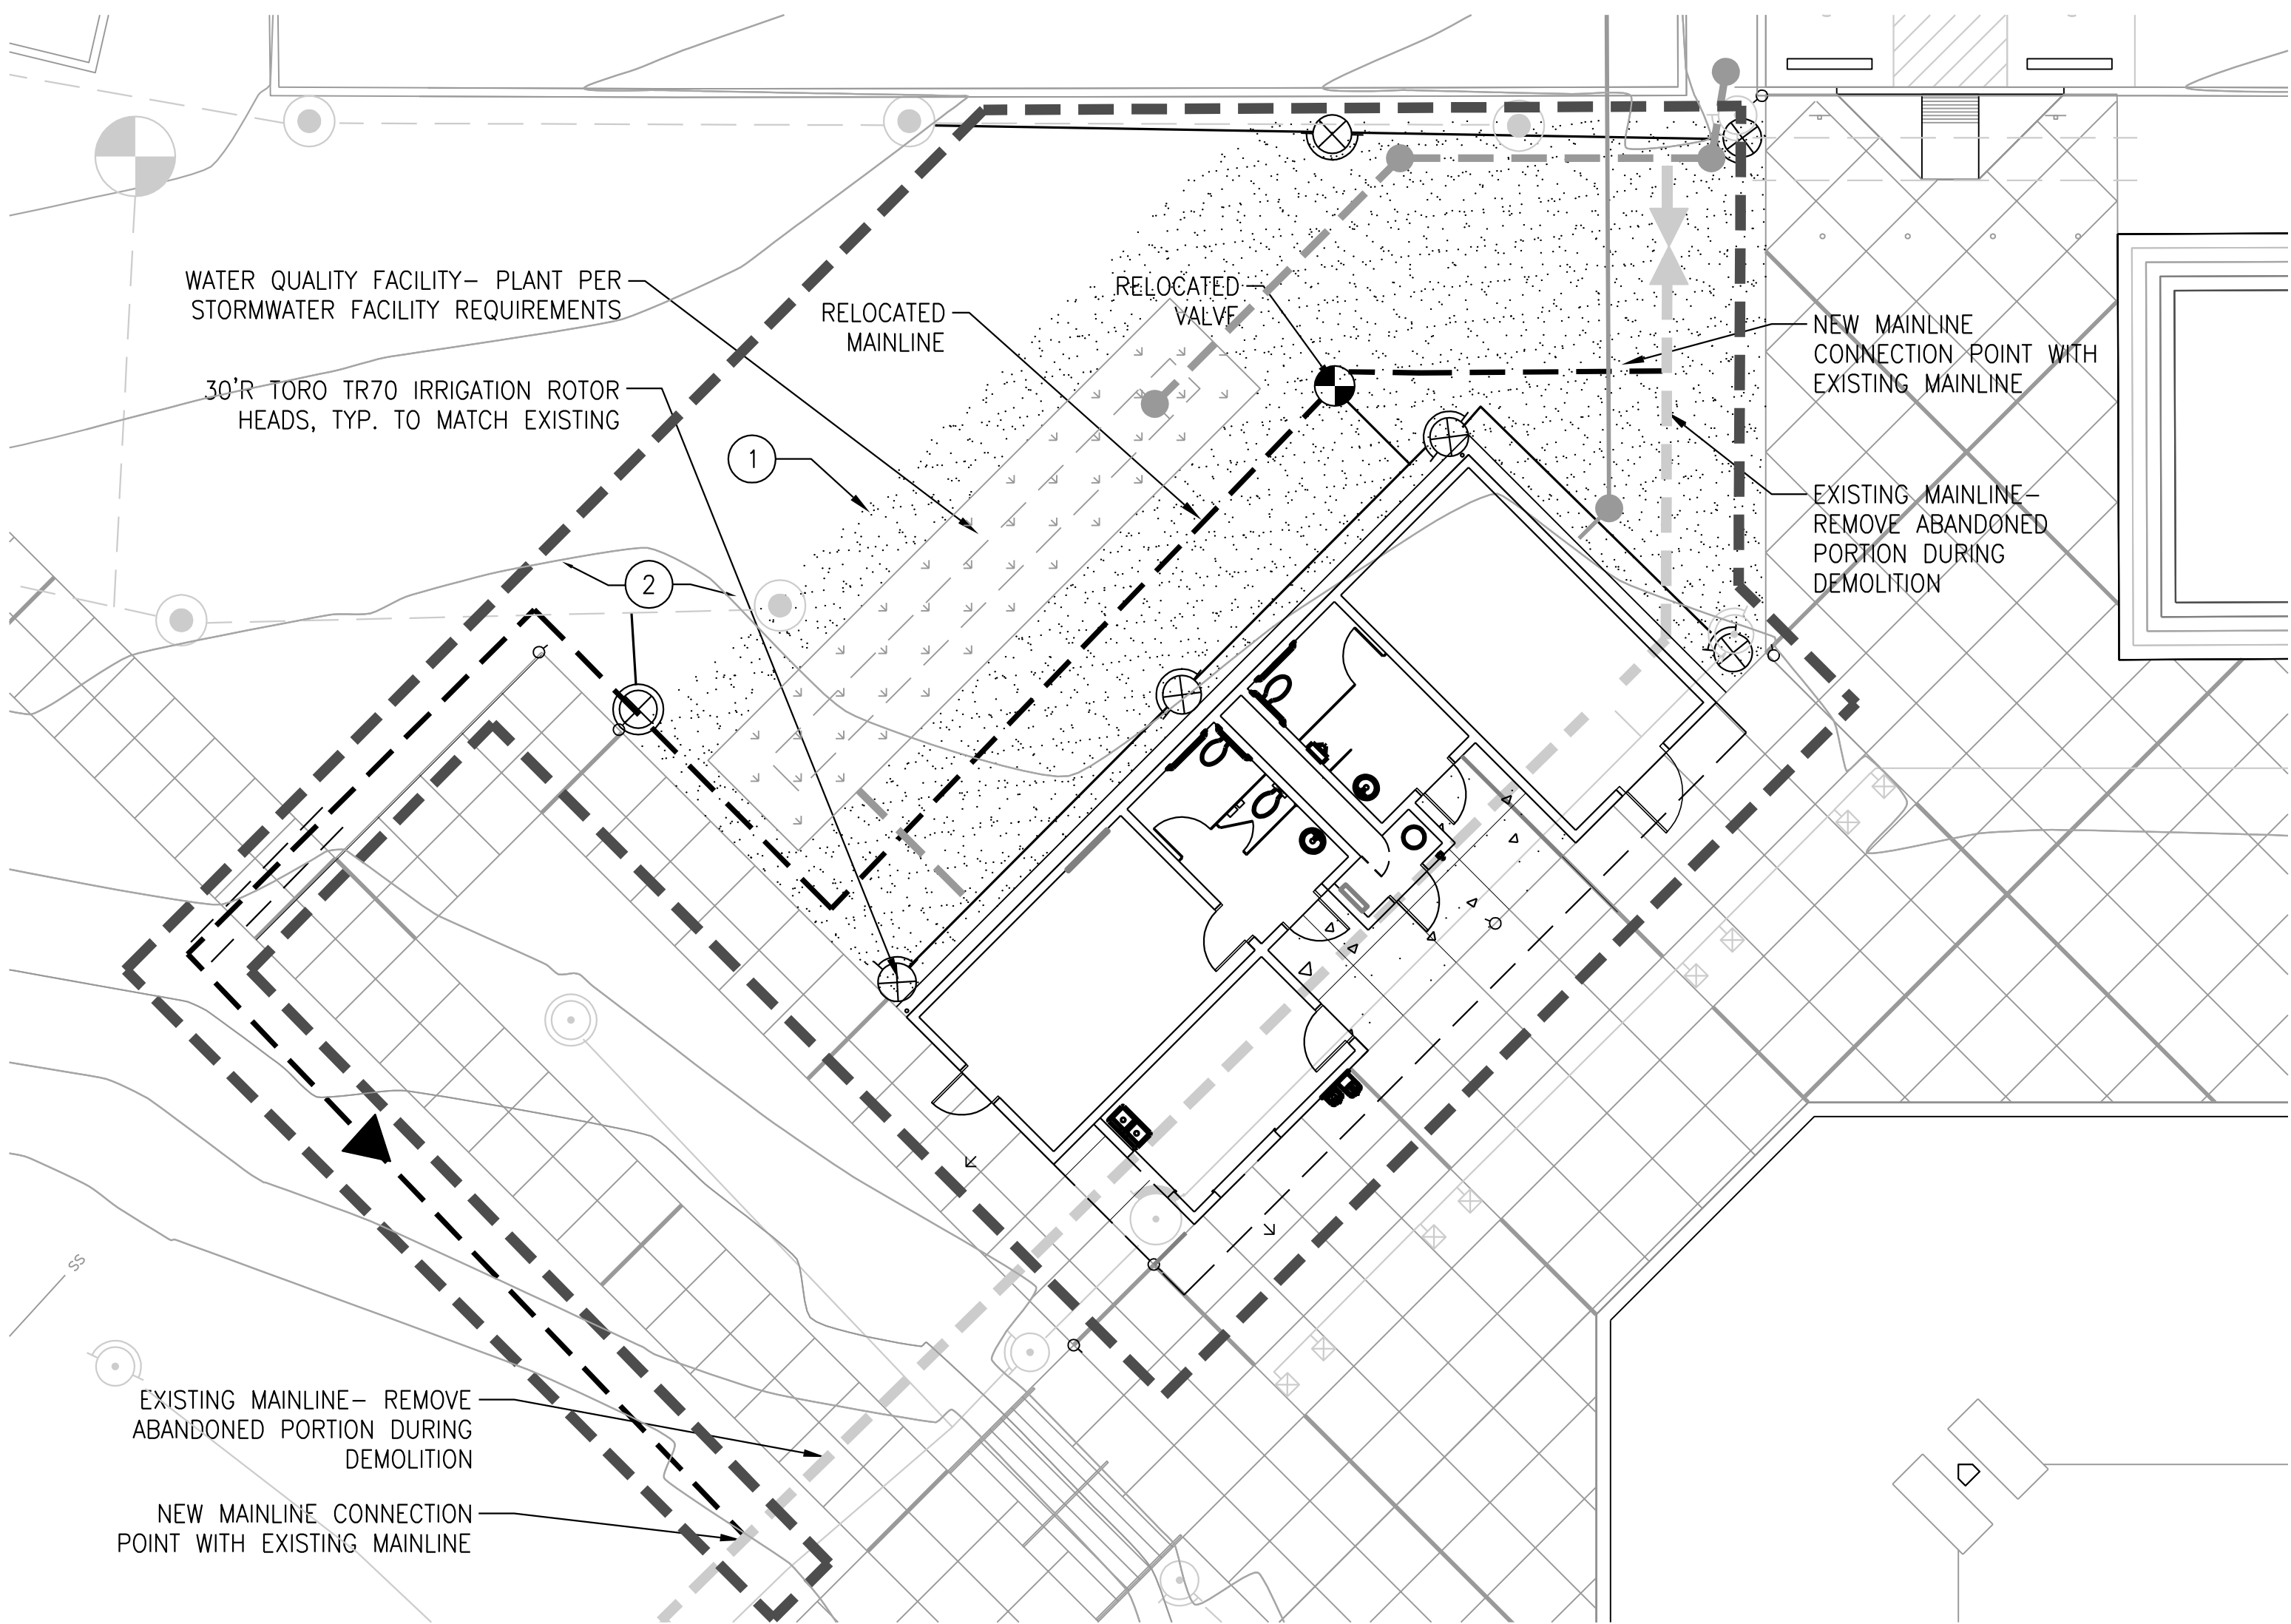 WATER QUALITY FACILITY- PLANT PER
STORMWATER FACILITY REQUIREMENTS
30'R TORO TR70 IRRIGATION ROTOR
HEADS, TYP. TO MATCH EXISTING
RELOCATED
MAINLINE
RELOCATED
VALVE
NEW MAINLINE
CONNECTION POINT WITH
EXISTING MAINLINE
1
EXISTING MAINLINE-
REMOVE ABANDONED
PORTION DURING
DEMOLITION
2
SS
EXISTING MAINLINE- REMOVE
ABANDONED PORTION DURING
DEMOLITION
NEW MAINLINE CONNECTION
POINT WITH EXISTING MAINLINE